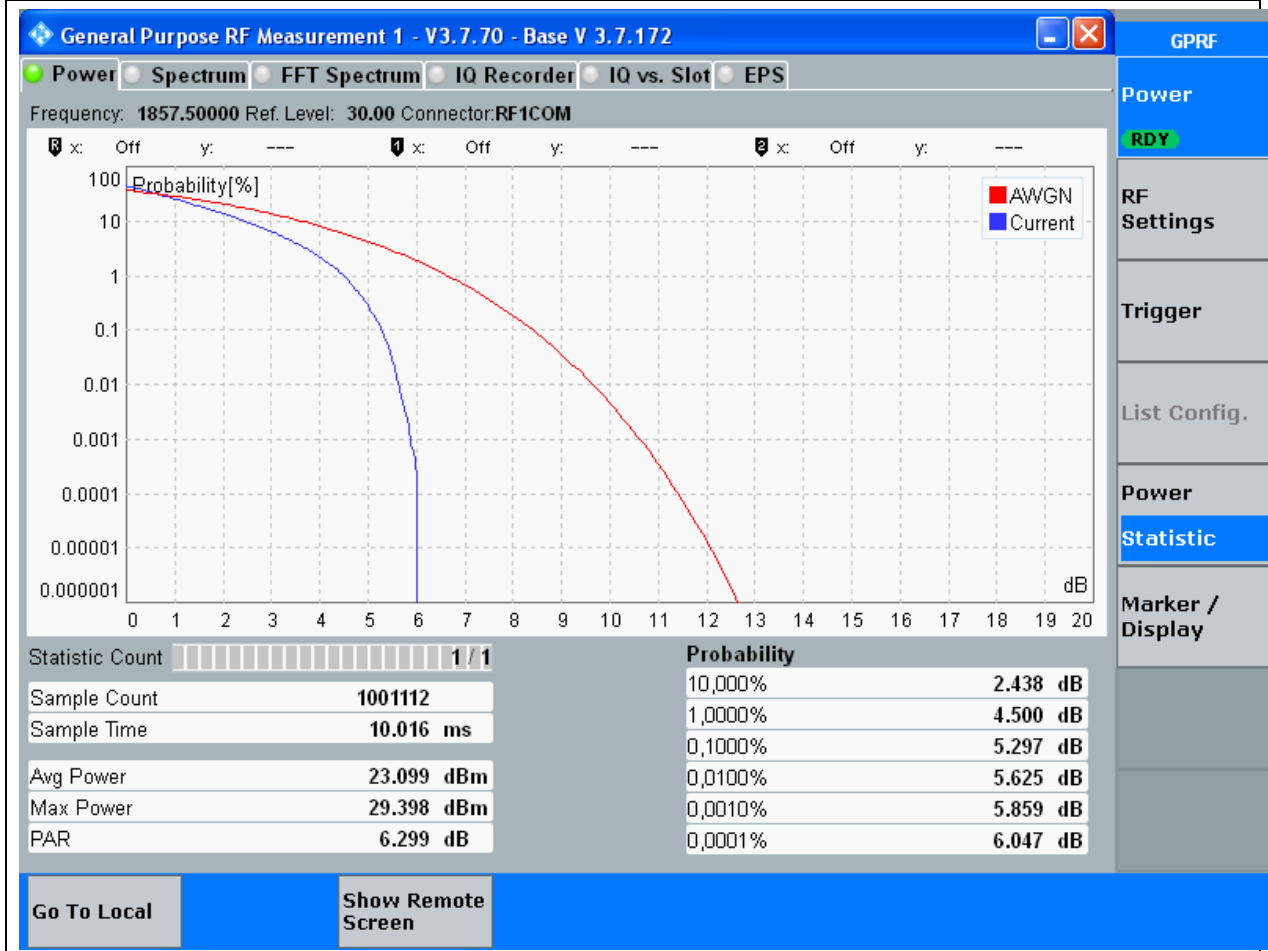 General Purpose RF Measurement 1 - V3.7.70 - Base V 3.7.172
Power Spectrum FFT Spectrum IQ Recorder IQ vs. Slot EPS
Frequency: 1857.50000 Ref. Level: 30.00 Connector:RF1COM
R x: Off y: --- 1 x: Off y: --- 2 x: Off y: ---
Probability[%]
100
10
1
0.1
0.01
0.001
0.0001
0.00001
0.000001
AWGN
Current
dB
0 1 2 3 4 5 6 7 8 9 10 11 12 13 14 15 16 17 18 19 20
Statistic Count 1 / 1
Sample Count 1001112
Sample Time 10.016 ms
Avg Power 23.099 dBm
Max Power 29.398 dBm
PAR 6.299 dB
Probability
10,000% 2.438 dB
1,0000% 4.500 dB
0,1000% 5.297 dB
0,0100% 5.625 dB
0,0010% 5.859 dB
0,0001% 6.047 dB
GPRF
Power
RDY
RF
Settings
Trigger
List Config.
Power
Statistic
Marker /
Display
Go To Local
Show Remote
Screen